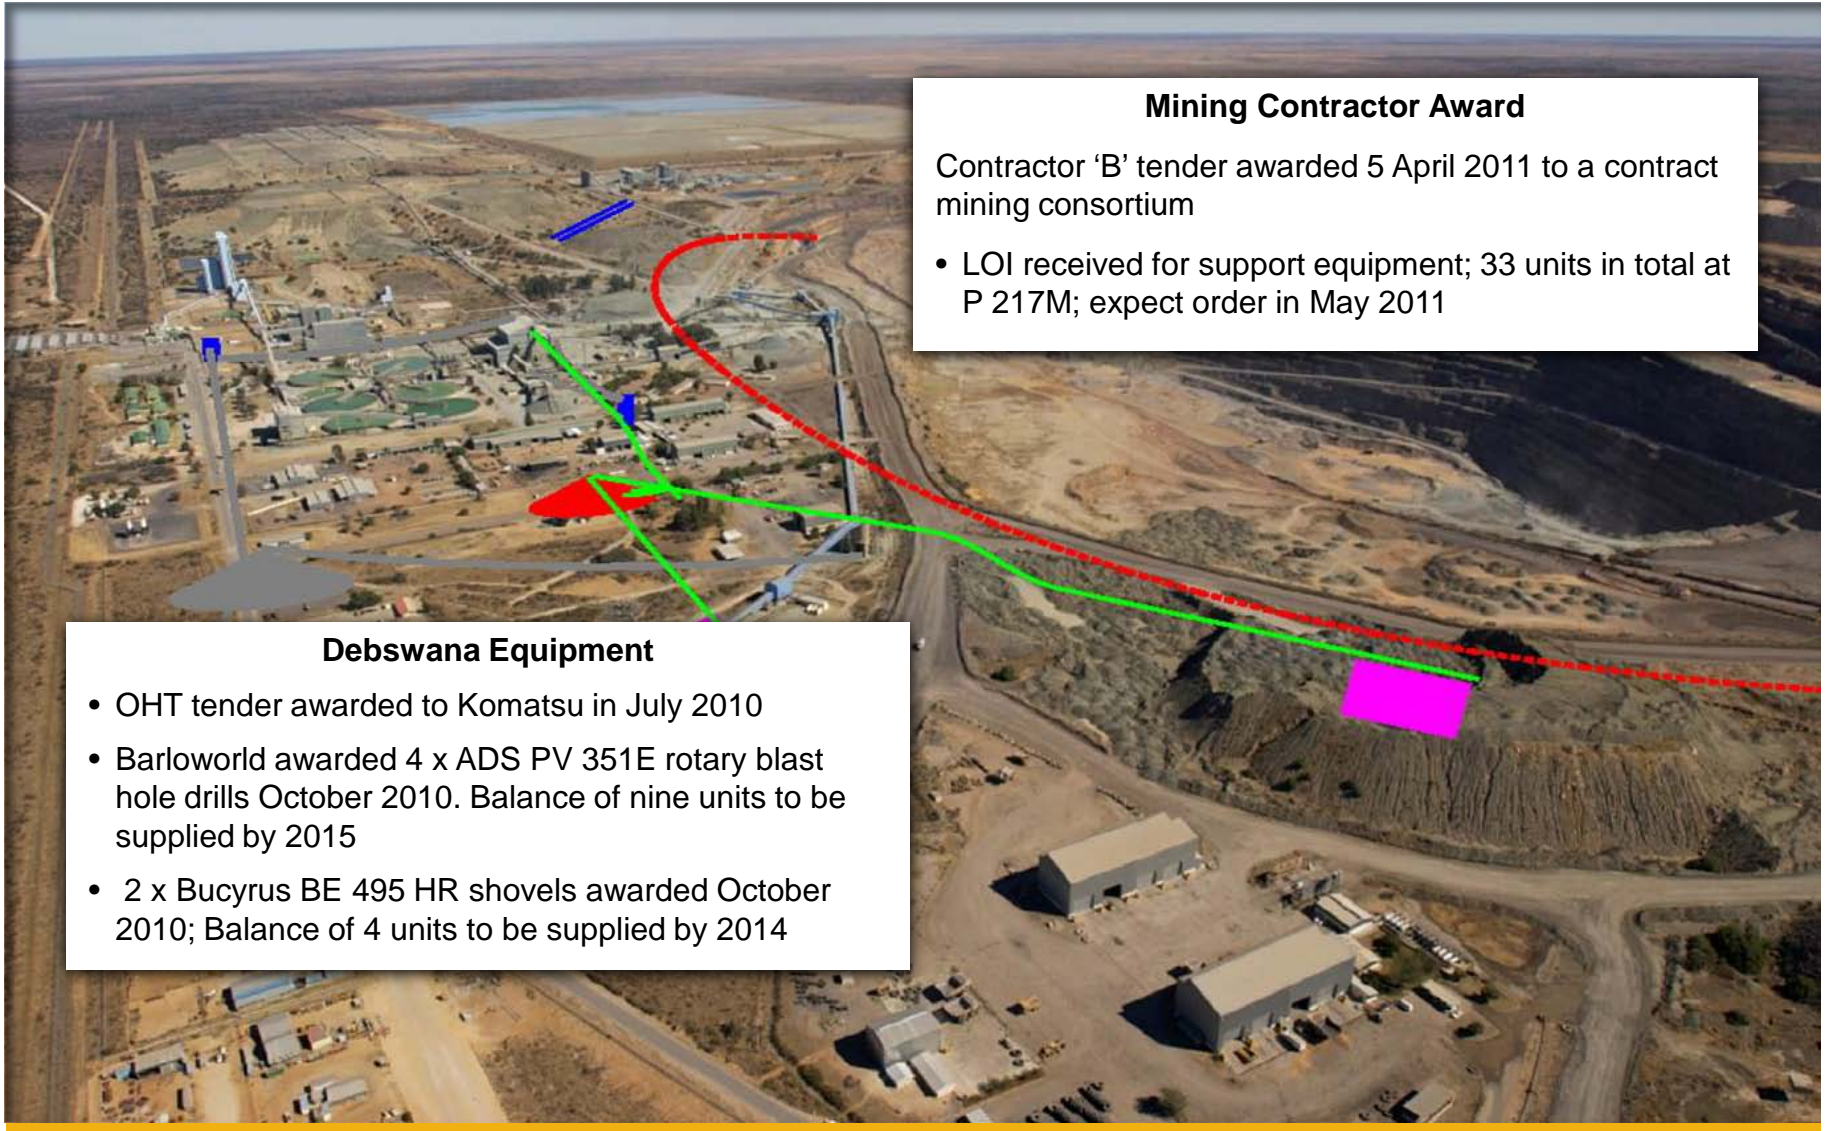 Mining Contractor Award
Contractor ‘B’ tender awarded 5 April 2011 to a contract
mining consortium
• LOI received for support equipment; 33 units in total at
P 217M; expect order in May 2011
Debswana Equipment
• OHT tender awarded to Komatsu in July 2010
• Barloworld awarded 4 x ADS PV 351E rotary blast
hole drills October 2010. Balance of nine units to be
supplied by 2015
• 2 x Bucyrus BE 495 HR shovels awarded October
2010; Balance of 4 units to be supplied by 2014